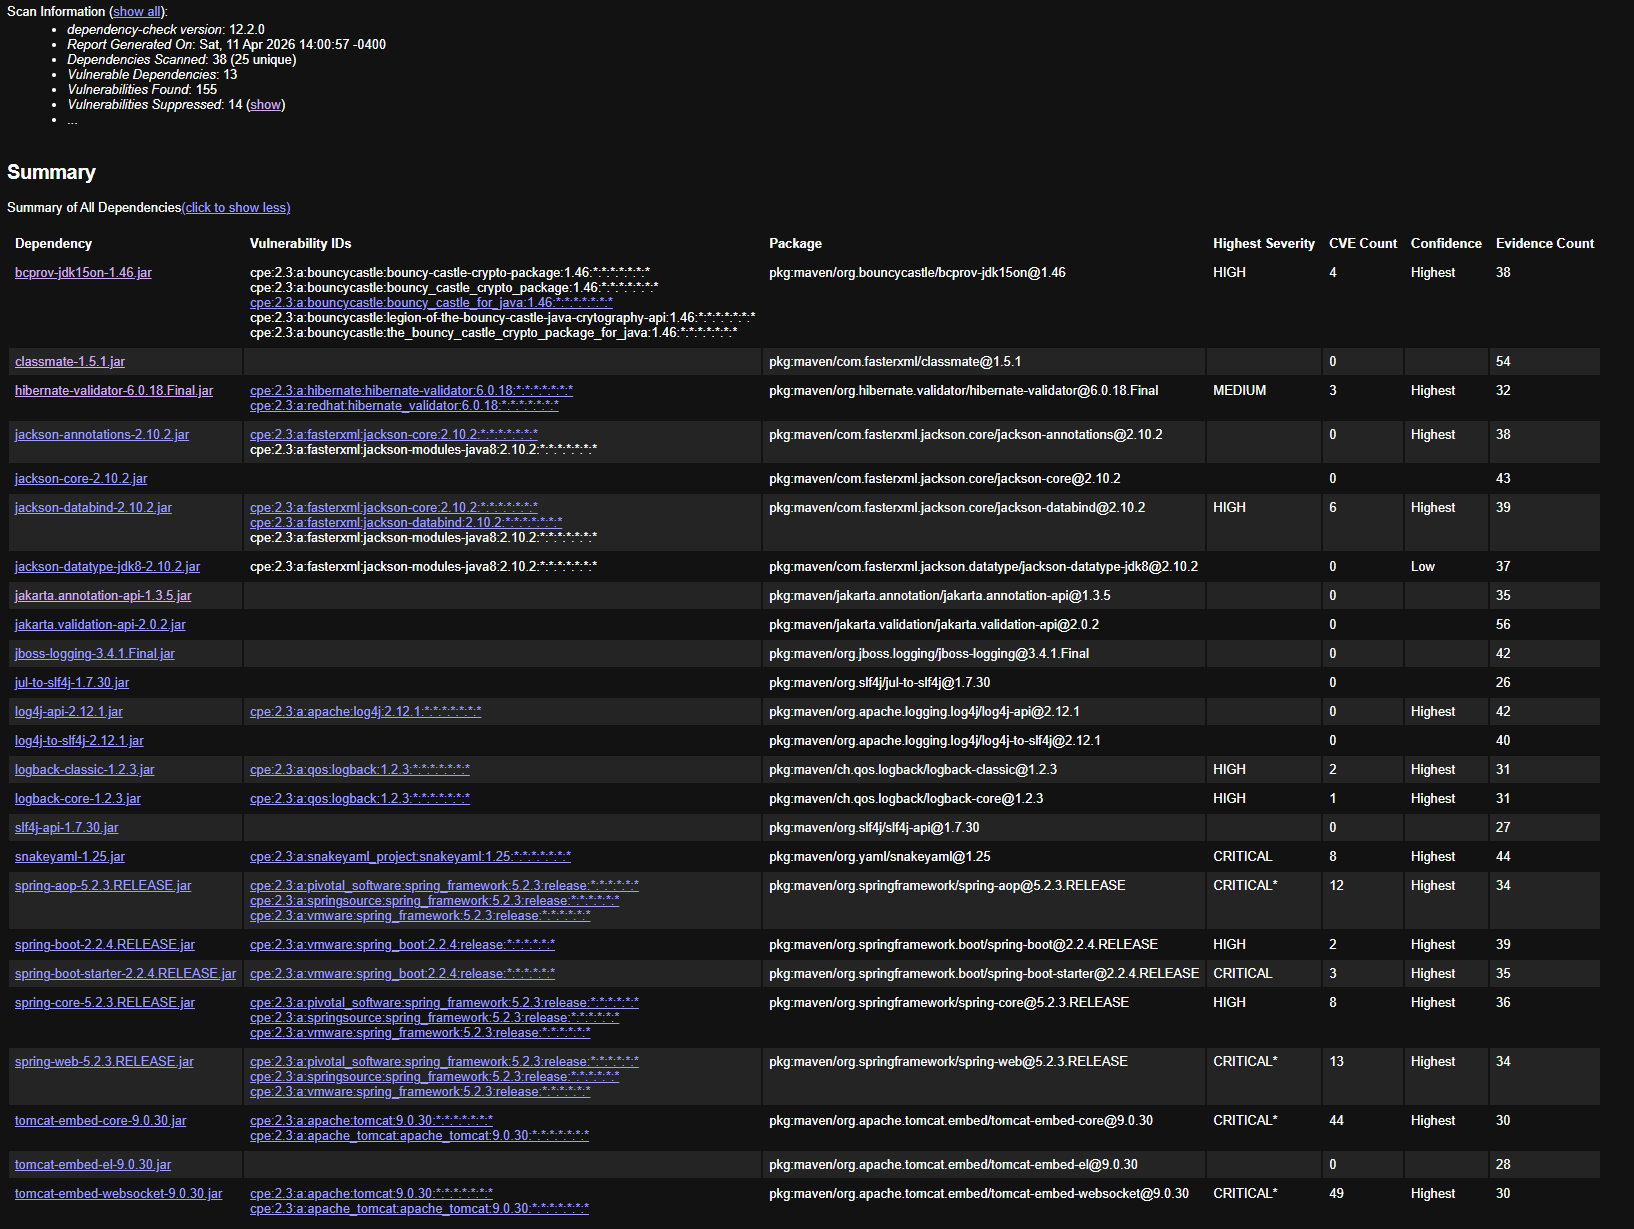 Scan Information (show all):
• dependency-check version: 12.2.0
• Report Generated On: Sat, 11 Apr 2026 14:00:57 -0400
• Dependencies Scanned: 38 (25 unique)
• Vulnerable Dependencies: 13
• Vulnerabilities Found: 155
• Vulnerabilities Suppressed: 14 (show)
• ...
Summary
Summary of All Dependencies(click to show less)
Dependency Vulnerability IDs Package Highest Severity CVE Count Confidence Evidence Count
bcprov-jdk15on-1.46.jar cpe:2.3:a:bouncycastle:bouncy-castle-crypto-package:1.46:*:*:*:*:*:*:* pkg:maven/org.bouncycastle/bcprov-jdk15on@1.46 HIGH 4 Highest 38
cpe:2.3:a:bouncycastle:bouncy_castle_crypto_package:1.46:*:*:*:*:*:*:*
cpe:2.3:a:bouncycastle:bouncy_castle_for_java:1.46:*:*:*:*:*:*:*
cpe:2.3:a:bouncycastle:legion-of-the-bouncy-castle-java-crytography-api:1.46:*:*:*:*:*:*:*
cpe:2.3:a:bouncycastle:the_bouncy_castle_crypto_package_for_java:1.46:*:*:*:*:*:*:*
classmate-1.5.1.jar pkg:maven/com.fasterxml/classmate@1.5.1 0 54
hibernate-validator-6.0.18.Final.jar cpe:2.3:a:hibernate:hibernate-validator:6.0.18:*:*:*:*:*:*:* pkg:maven/org.hibernate.validator/hibernate-validator@6.0.18.Final MEDIUM 3 Highest 32
cpe:2.3:a:redhat:hibernate_validator:6.0.18:*:*:*:*:*:*:*
jackson-annotations-2.10.2.jar cpe:2.3:a:fasterxml:jackson-core:2.10.2:*:*:*:*:*:*:* pkg:maven/com.fasterxml.jackson.core/jackson-annotations@2.10.2 0 Highest 38
cpe:2.3:a:fasterxml:jackson-modules-java8:2.10.2:*:*:*:*:*:*:*
jackson-core-2.10.2.jar pkg:maven/com.fasterxml.jackson.core/jackson-core@2.10.2 0 43
jackson-databind-2.10.2.jar cpe:2.3:a:fasterxml:jackson-core:2.10.2:*:*:*:*:*:*:* pkg:maven/com.fasterxml.jackson.core/jackson-databind@2.10.2 HIGH 6 Highest 39
cpe:2.3:a:fasterxml:jackson-databind:2.10.2:*:*:*:*:*:*:*
cpe:2.3:a:fasterxml:jackson-modules-java8:2.10.2:*:*:*:*:*:*:*
jackson-datatype-jdk8-2.10.2.jar cpe:2.3:a:fasterxml:jackson-modules-java8:2.10.2:*:*:*:*:*:*:* pkg:maven/com.fasterxml.jackson.datatype/jackson-datatype-jdk8@2.10.2 0 Low 37
jakarta.annotation-api-1.3.5.jar pkg:maven/jakarta.annotation/jakarta.annotation-api@1.3.5 0 35
jakarta.validation-api-2.0.2.jar pkg:maven/jakarta.validation/jakarta.validation-api@2.0.2 0 56
jboss-logging-3.4.1.Final.jar pkg:maven/org.jboss.logging/jboss-logging@3.4.1.Final 0 42
jul-to-slf4j-1.7.30.jar pkg:maven/org.slf4j/jul-to-slf4j@1.7.30 0 26
log4j-api-2.12.1.jar cpe:2.3:a:apache:log4j:2.12.1:*:*:*:*:*:*:* pkg:maven/org.apache.logging.log4j/log4j-api@2.12.1 0 Highest 42
log4j-to-slf4j-2.12.1.jar pkg:maven/org.apache.logging.log4j/log4j-to-slf4j@2.12.1 0 40
logback-classic-1.2.3.jar cpe:2.3:a:qos:logback:1.2.3:*:*:*:*:*:*:* pkg:maven/ch.qos.logback/logback-classic@1.2.3 HIGH 2 Highest 31
logback-core-1.2.3.jar cpe:2.3:a:qos:logback:1.2.3:*:*:*:*:*:*:* pkg:maven/ch.qos.logback/logback-core@1.2.3 HIGH 1 Highest 31
slf4j-api-1.7.30.jar pkg:maven/org.slf4j/slf4j-api@1.7.30 0 27
snakeyaml-1.25.jar cpe:2.3:a:snakeyaml_project:snakeyaml:1.25:*:*:*:*:*:*:* pkg:maven/org.yaml/snakeyaml@1.25 CRITICAL 8 Highest 44
spring-aop-5.2.3.RELEASE.jar cpe:2.3:a:pivotal_software:spring_framework:5.2.3:release:*:*:*:*:*:* pkg:maven/org.springframework/spring-aop@5.2.3.RELEASE CRITICAL* 12 Highest 34
cpe:2.3:a:springsource:spring_framework:5.2.3:release:*:*:*:*:*:*
cpe:2.3:a:vmware:spring_framework:5.2.3:release:*:*:*:*:*:*
spring-boot-2.2.4.RELEASE.jar cpe:2.3:a:vmware:spring_boot:2.2.4:release:*:*:*:*:*:* pkg:maven/org.springframework.boot/spring-boot@2.2.4.RELEASE HIGH 2 Highest 39
spring-boot-starter-2.2.4.RELEASE.jar cpe:2.3:a:vmware:spring_boot:2.2.4:release:*:*:*:*:*:* pkg:maven/org.springframework.boot/spring-boot-starter@2.2.4.RELEASE CRITICAL 3 Highest 35
spring-core-5.2.3.RELEASE.jar cpe:2.3:a:pivotal_software:spring_framework:5.2.3:release:*:*:*:*:*:* pkg:maven/org.springframework/spring-core@5.2.3.RELEASE HIGH 8 Highest 36
cpe:2.3:a:springsource:spring_framework:5.2.3:release:*:*:*:*:*:*
cpe:2.3:a:vmware:spring_framework:5.2.3:release:*:*:*:*:*:*
spring-web-5.2.3.RELEASE.jar cpe:2.3:a:pivotal_software:spring_framework:5.2.3:release:*:*:*:*:*:* pkg:maven/org.springframework/spring-web@5.2.3.RELEASE CRITICAL* 13 Highest 34
cpe:2.3:a:springsource:spring_framework:5.2.3:release:*:*:*:*:*:*
cpe:2.3:a:vmware:spring_framework:5.2.3:release:*:*:*:*:*:*
tomcat-embed-core-9.0.30.jar cpe:2.3:a:apache:tomcat:9.0.30:*:*:*:*:*:*:* pkg:maven/org.apache.tomcat.embed/tomcat-embed-core@9.0.30 CRITICAL* 44 Highest 30
cpe:2.3:a:apache_tomcat:apache_tomcat:9.0.30:*:*:*:*:*:*:*
tomcat-embed-el-9.0.30.jar pkg:maven/org.apache.tomcat.embed/tomcat-embed-el@9.0.30 0 28
tomcat-embed-websocket-9.0.30.jar cpe:2.3:a:apache:tomcat:9.0.30:*:*:*:*:*:*:* pkg:maven/org.apache.tomcat.embed/tomcat-embed-websocket@9.0.30 CRITICAL* 49 Highest 30
cpe:2.3:a:apache_tomcat:apache_tomcat:9.0.30:*:*:*:*:*:*:*